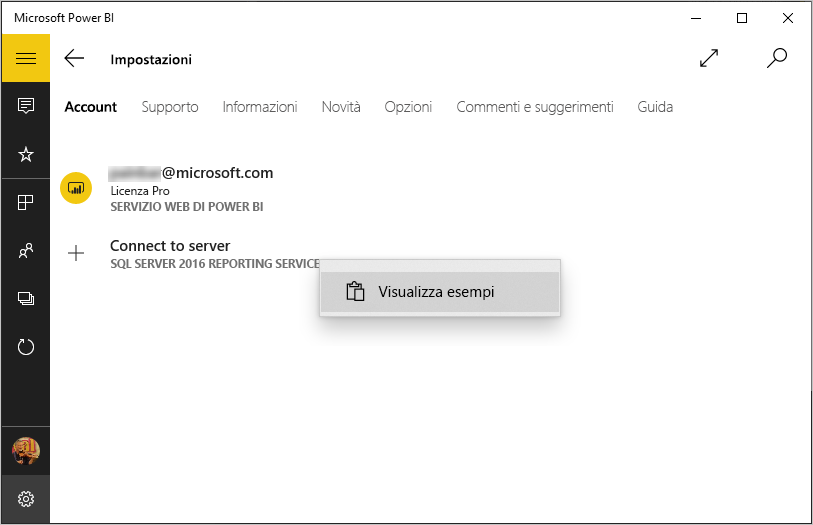 Microsoft Power BI
Impostazioni
Account Supporto Informazioni Novità Opzioni Commenti e suggerimenti Guida
@microsoft.com
Licenza Pro
SERVIZIO WEB DI POWER BI
Connect to server
SQL SERVER 2016 REPORTING SERVICE
Visualizza esempi